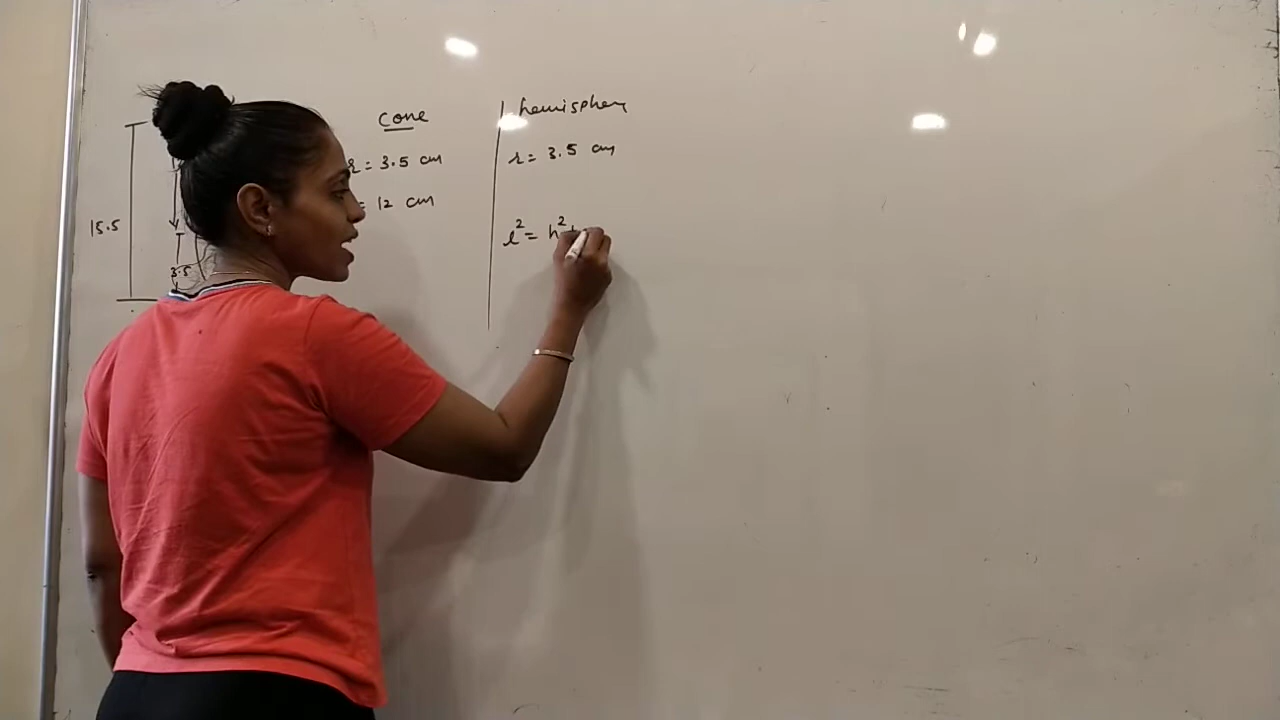 cone
r = 3.5 cm
= 12 cm
15.5
3.5
hemisphere
r = 3.5 cm
l² = h² +